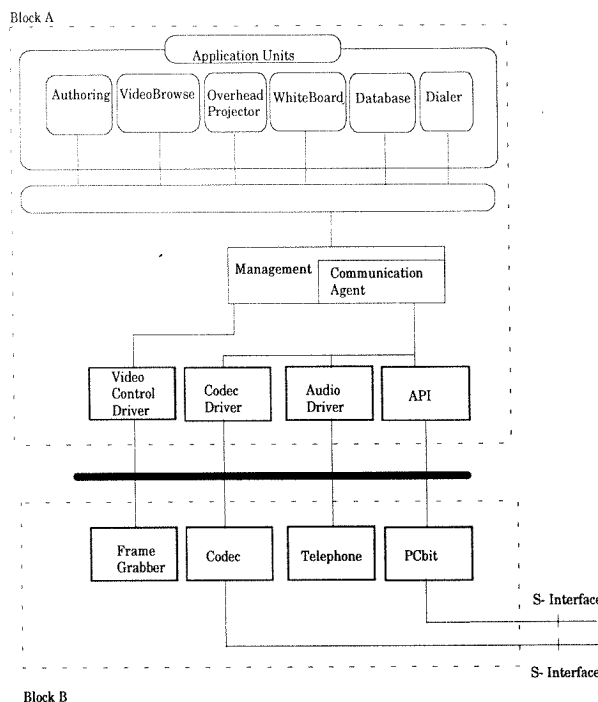 Block A
Application Units
Authoring
VideoBrowse
Overhead
Projector
WhiteBoard
Database
Dialer
Management
Communication
Agent
Video
Control
Driver
Codec
Driver
Audio
Driver
API
Frame
Grabber
Codec
Telephone
PCbit
S- Interface
S- Interface
Block B